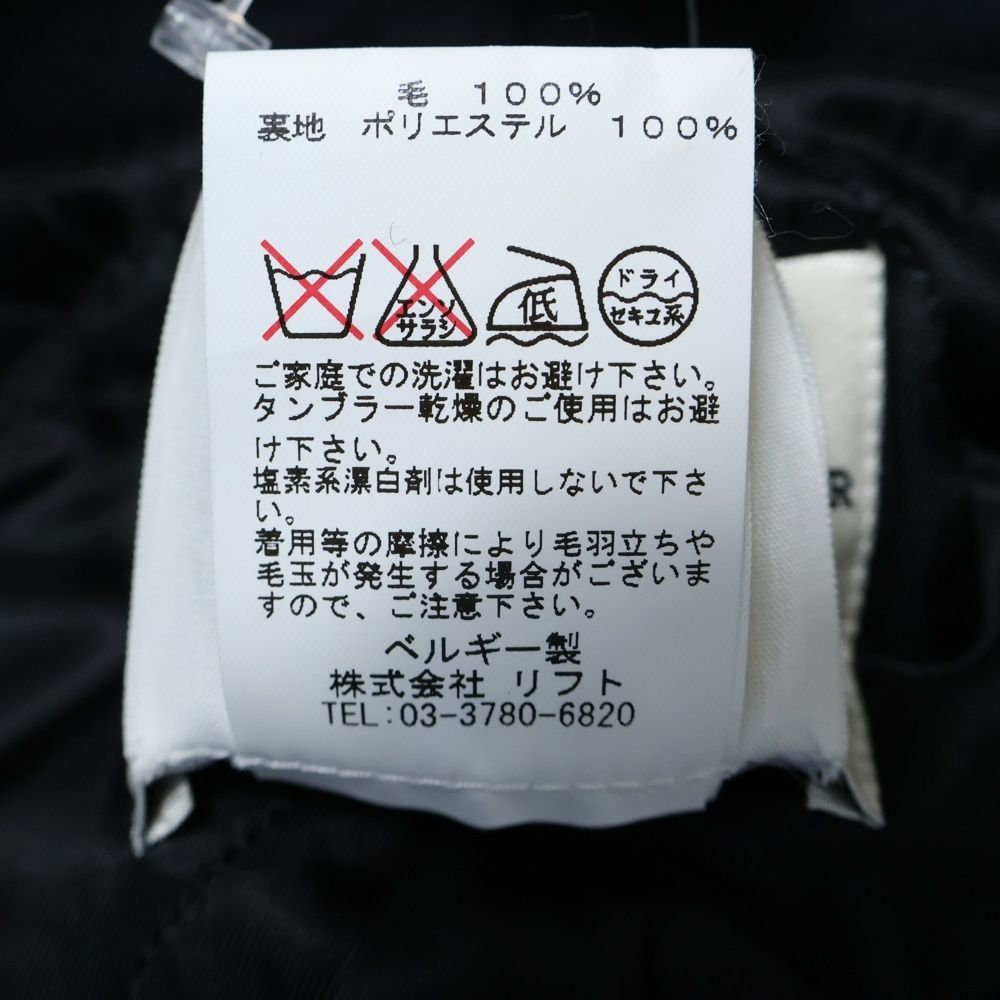 毛　１００％
裏地　ポリエステル　１００％
エンソ
サラシ
低
ドライ
セキユ系
ご家庭での洗濯はお避け下さい。
タンブラー乾燥のご使用はお避
け下さい。
塩素系漂白剤は使用しないで下さ
い。
着用等の摩擦により毛羽立ちや
毛玉が発生する場合がございま
すので、ご注意下さい。
ベルギー製
株式会社 リフト
TEL:03-3780-6820
R